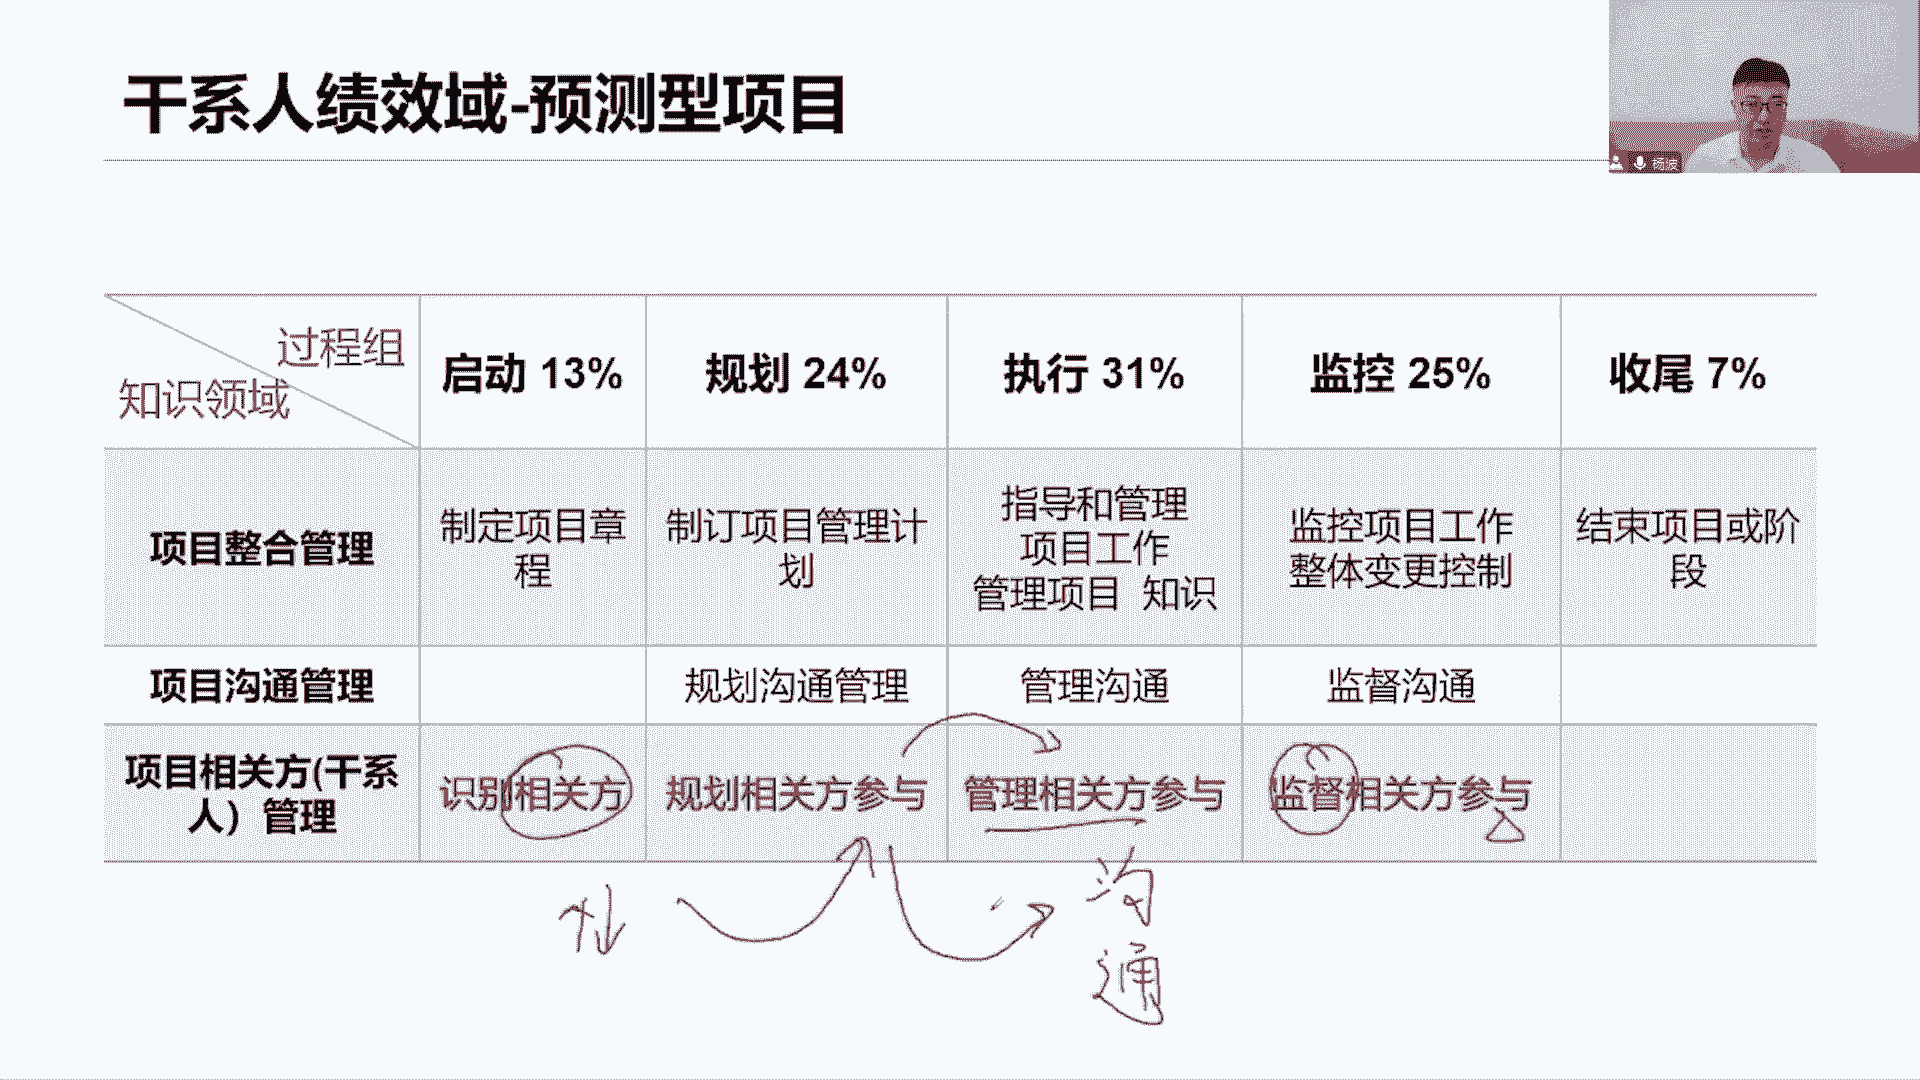 干系人绩效域-预测型项目
杨波
过程组
知识领域
启动 13%
规划 24%
执行 31%
监控 25%
收尾 7%
项目整合管理
制定项目章
程
制订项目管理计
划
指导和管理
项目工作
管理项目 知识
监控项目工作
整体变更控制
结束项目或阶
段
项目沟通管理
规划沟通管理
管理沟通
监督沟通
项目相关方(干系
人）管理
识别相关方
规划相关方参与
管理相关方参与
监督相关方参与
沟
通